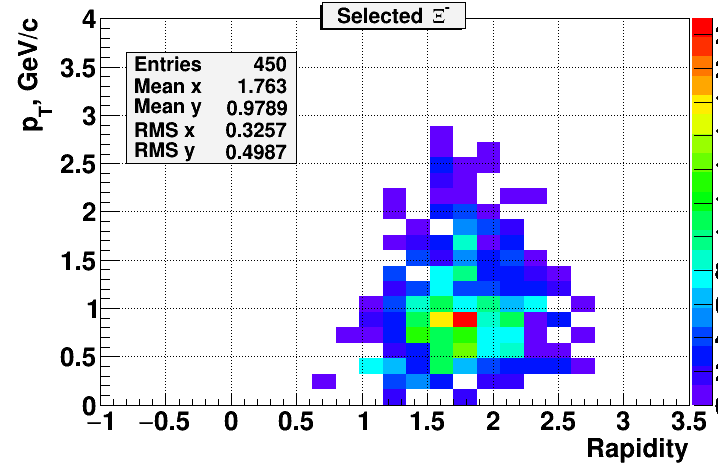 Selected Ξ⁻
p_T, GeV/c
Entries 450
Mean x 1.763
Mean y 0.9789
RMS x 0.3257
RMS y 0.4987
4
3.5
3
2.5
2
1.5
1
0.5
0
−1 −0.5 0 0.5 1 1.5 2 2.5 3 3.5
Rapidity